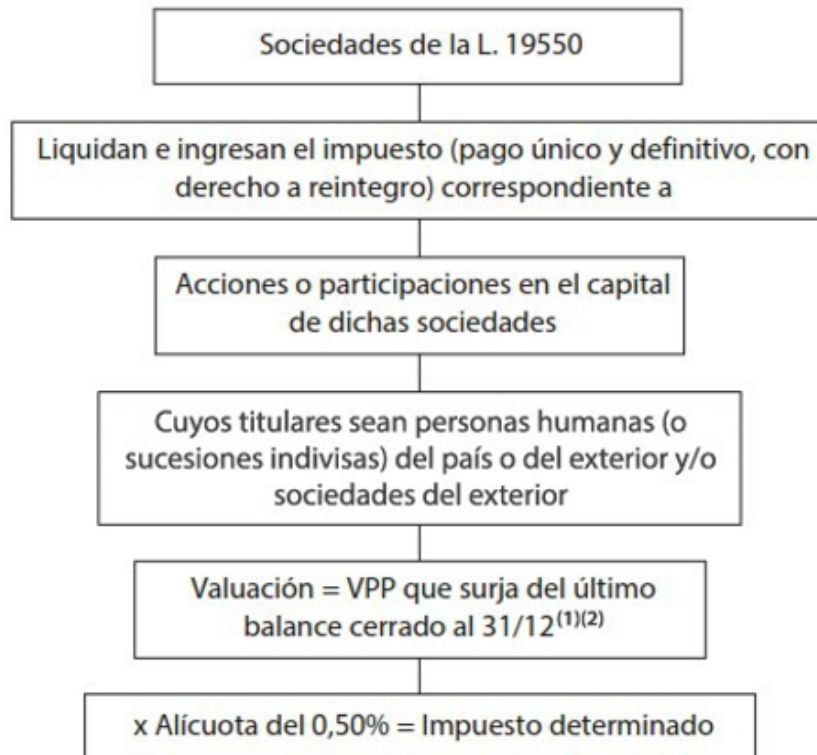 Sociedades de la L. 19550
Liquidan e ingresan el impuesto (pago único y definitivo, con
derecho a reintegro) correspondiente a
Acciones o participaciones en el capital
de dichas sociedades
Cuyos titulares sean personas humanas (o
sucesiones indivisas) del país o del exterior y/o
sociedades del exterior
Valuación = VPP que surja del último
balance cerrado al 31/12(1)(2)
x Alícuota del 0,50% = Impuesto determinado